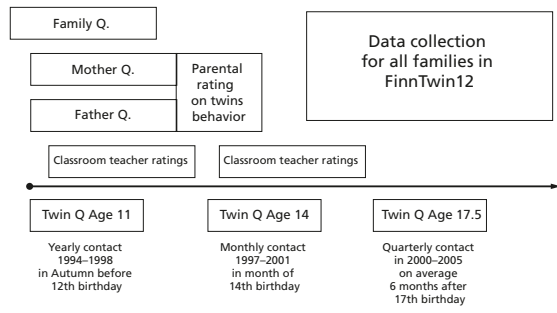 Family Q.
Mother Q.
Father Q.
Parental
rating
on twins
behavior
Data collection
for all families in
FinnTwin12
Classroom teacher ratings
Classroom teacher ratings
Twin Q Age 11
Twin Q Age 14
Twin Q Age 17.5
Yearly contact
1994–1998
in Autumn before
12th birthday
Monthly contact
1997–2001
in month of
14th birthday
Quarterly contact
in 2000–2005
on average
6 months after
17th birthday